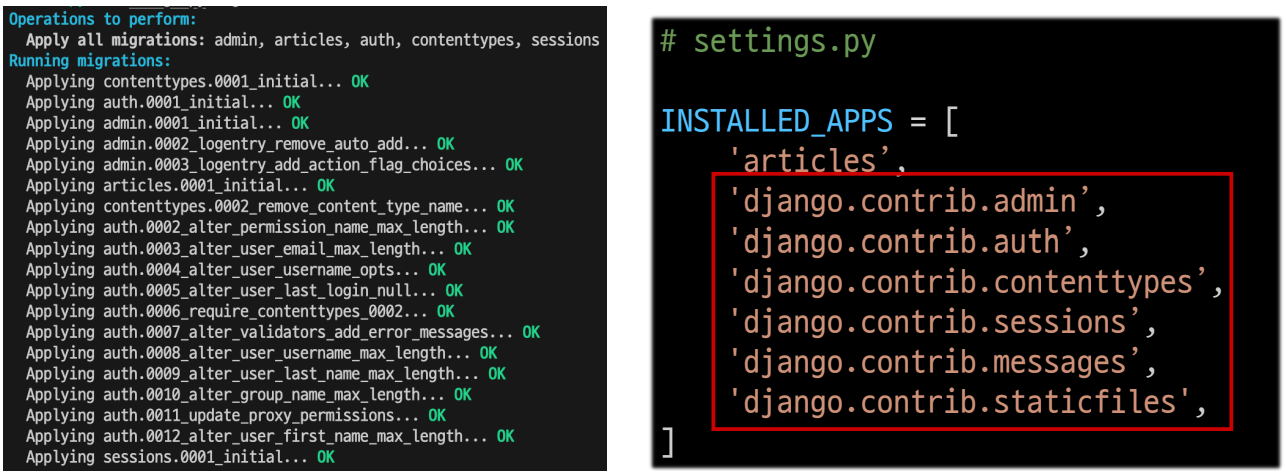 Operations to perform:
Apply all migrations: admin, articles, auth, contenttypes, sessions
Running migrations:
Applying contenttypes.0001_initial... OK
Applying auth.0001_initial... OK
Applying admin.0001_initial... OK
Applying admin.0002_logentry_remove_auto_add... OK
Applying admin.0003_logentry_add_action_flag_choices... OK
Applying articles.0001_initial... OK
Applying contenttypes.0002_remove_content_type_name... OK
Applying auth.0002_alter_permission_name_max_length... OK
Applying auth.0003_alter_user_email_max_length... OK
Applying auth.0004_alter_user_username_opts... OK
Applying auth.0005_alter_user_last_login_null... OK
Applying auth.0006_require_contenttypes_0002... OK
Applying auth.0007_alter_validators_add_error_messages... OK
Applying auth.0008_alter_user_username_max_length... OK
Applying auth.0009_alter_user_last_name_max_length... OK
Applying auth.0010_alter_group_name_max_length... OK
Applying auth.0011_update_proxy_permissions... OK
Applying auth.0012_alter_user_first_name_max_length... OK
Applying sessions.0001_initial... OK
# settings.py
INSTALLED_APPS = [
'articles’,
'django.contrib.admin’,
'django.contrib.auth’,
'django.contrib.contenttypes’,
'django.contrib.sessions’,
'django.contrib.messages’,
'django.contrib.staticfiles',
]